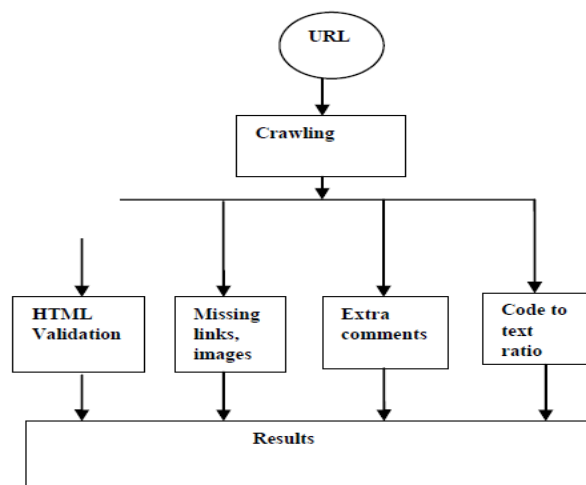 URL
Crawling
HTML
Validation
Missing
links,
images
Extra
comments
Code to
text
ratio
Results